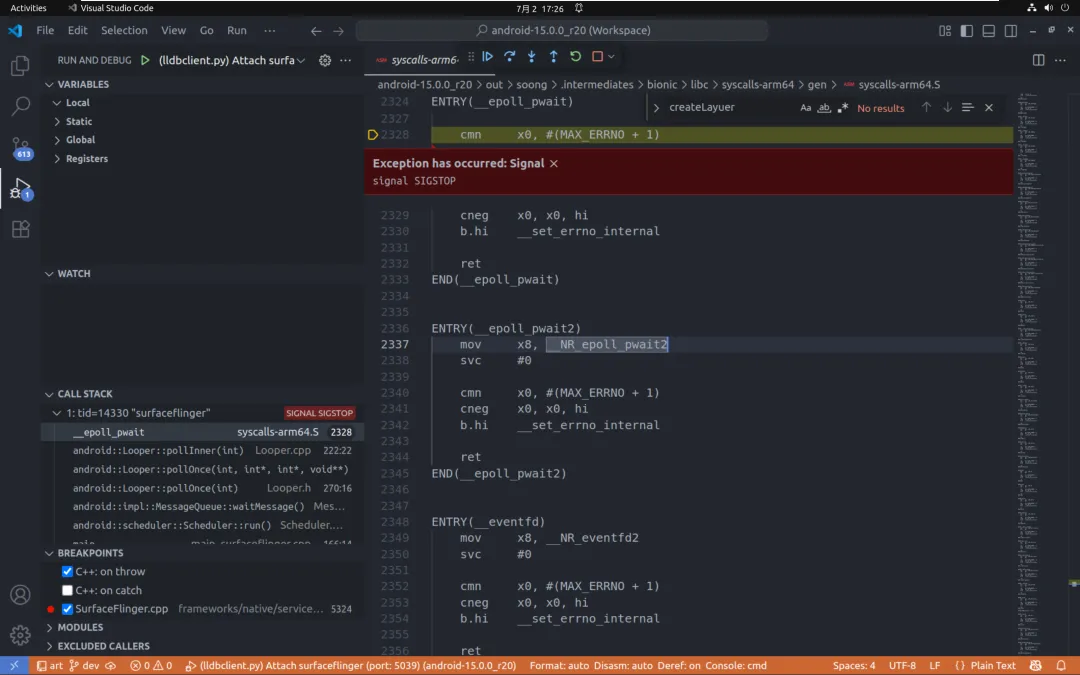 Activities Visual Studio Code 7月 2 17:26
File Edit Selection View Go Run ··· android-15.0.0_r20 (Workspace)
RUN AND DEBUG (lldbclient.py) Attach surfa
syscalls-arm6
android-15.0.0_r20 > out > soong > .intermediates > bionic > libc > syscalls-arm64 > gen > syscalls-arm64.S
createLayuer Aa ab .* No results
VARIABLES
Local
Static
Global
Registers
WATCH
CALL STACK
1: tid=14330 "surfaceflinger" SIGNAL SIGSTOP
__epoll_pwait syscalls-arm64.S 2328
android::Looper::pollInner(int) Looper.cpp 222:22
android::Looper::pollOnce(int, int*, int*, void**)
android::Looper::pollOnce(int) Looper.h 270:16
android::impl::MessageQueue::waitMessage() Mes...
android::scheduler::Scheduler::run() Scheduler....
main main_surfaceflinger.cpp 166:14
BREAKPOINTS
C++: on throw
C++: on catch
SurfaceFlinger.cpp frameworks/native/service... 5324
MODULES
EXCLUDED CALLERS
613
1
2324 ENTRY(__epoll_pwait)
2327
2328 cmn x0, #(MAX_ERRNO + 1)
Exception has occurred: Signal ×
signal SIGSTOP
2329 cneg x0, x0, hi
2330 b.hi __set_errno_internal
2331
2332 ret
2333 END(__epoll_pwait)
2334
2335
2336 ENTRY(__epoll_pwait2)
2337 mov x8, __NR_epoll_pwait2
2338 svc #0
2339
2340 cmn x0, #(MAX_ERRNO + 1)
2341 cneg x0, x0, hi
2342 b.hi __set_errno_internal
2343
2344 ret
2345 END(__epoll_pwait2)
2346
2347
2348 ENTRY(__eventfd)
2349 mov x8, __NR_eventfd2
2350 svc #0
2351
2352 cmn x0, #(MAX_ERRNO + 1)
2353 cneg x0, x0, hi
2354 b.hi __set_errno_internal
2355
2356 ret
art dev 0 0 (lldbclient.py) Attach surfaceflinger (port: 5039) (android-15.0.0_r20) Format: auto Disasm: auto Deref: on Console: cmd Spaces: 4 UTF-8 LF {} Plain Text